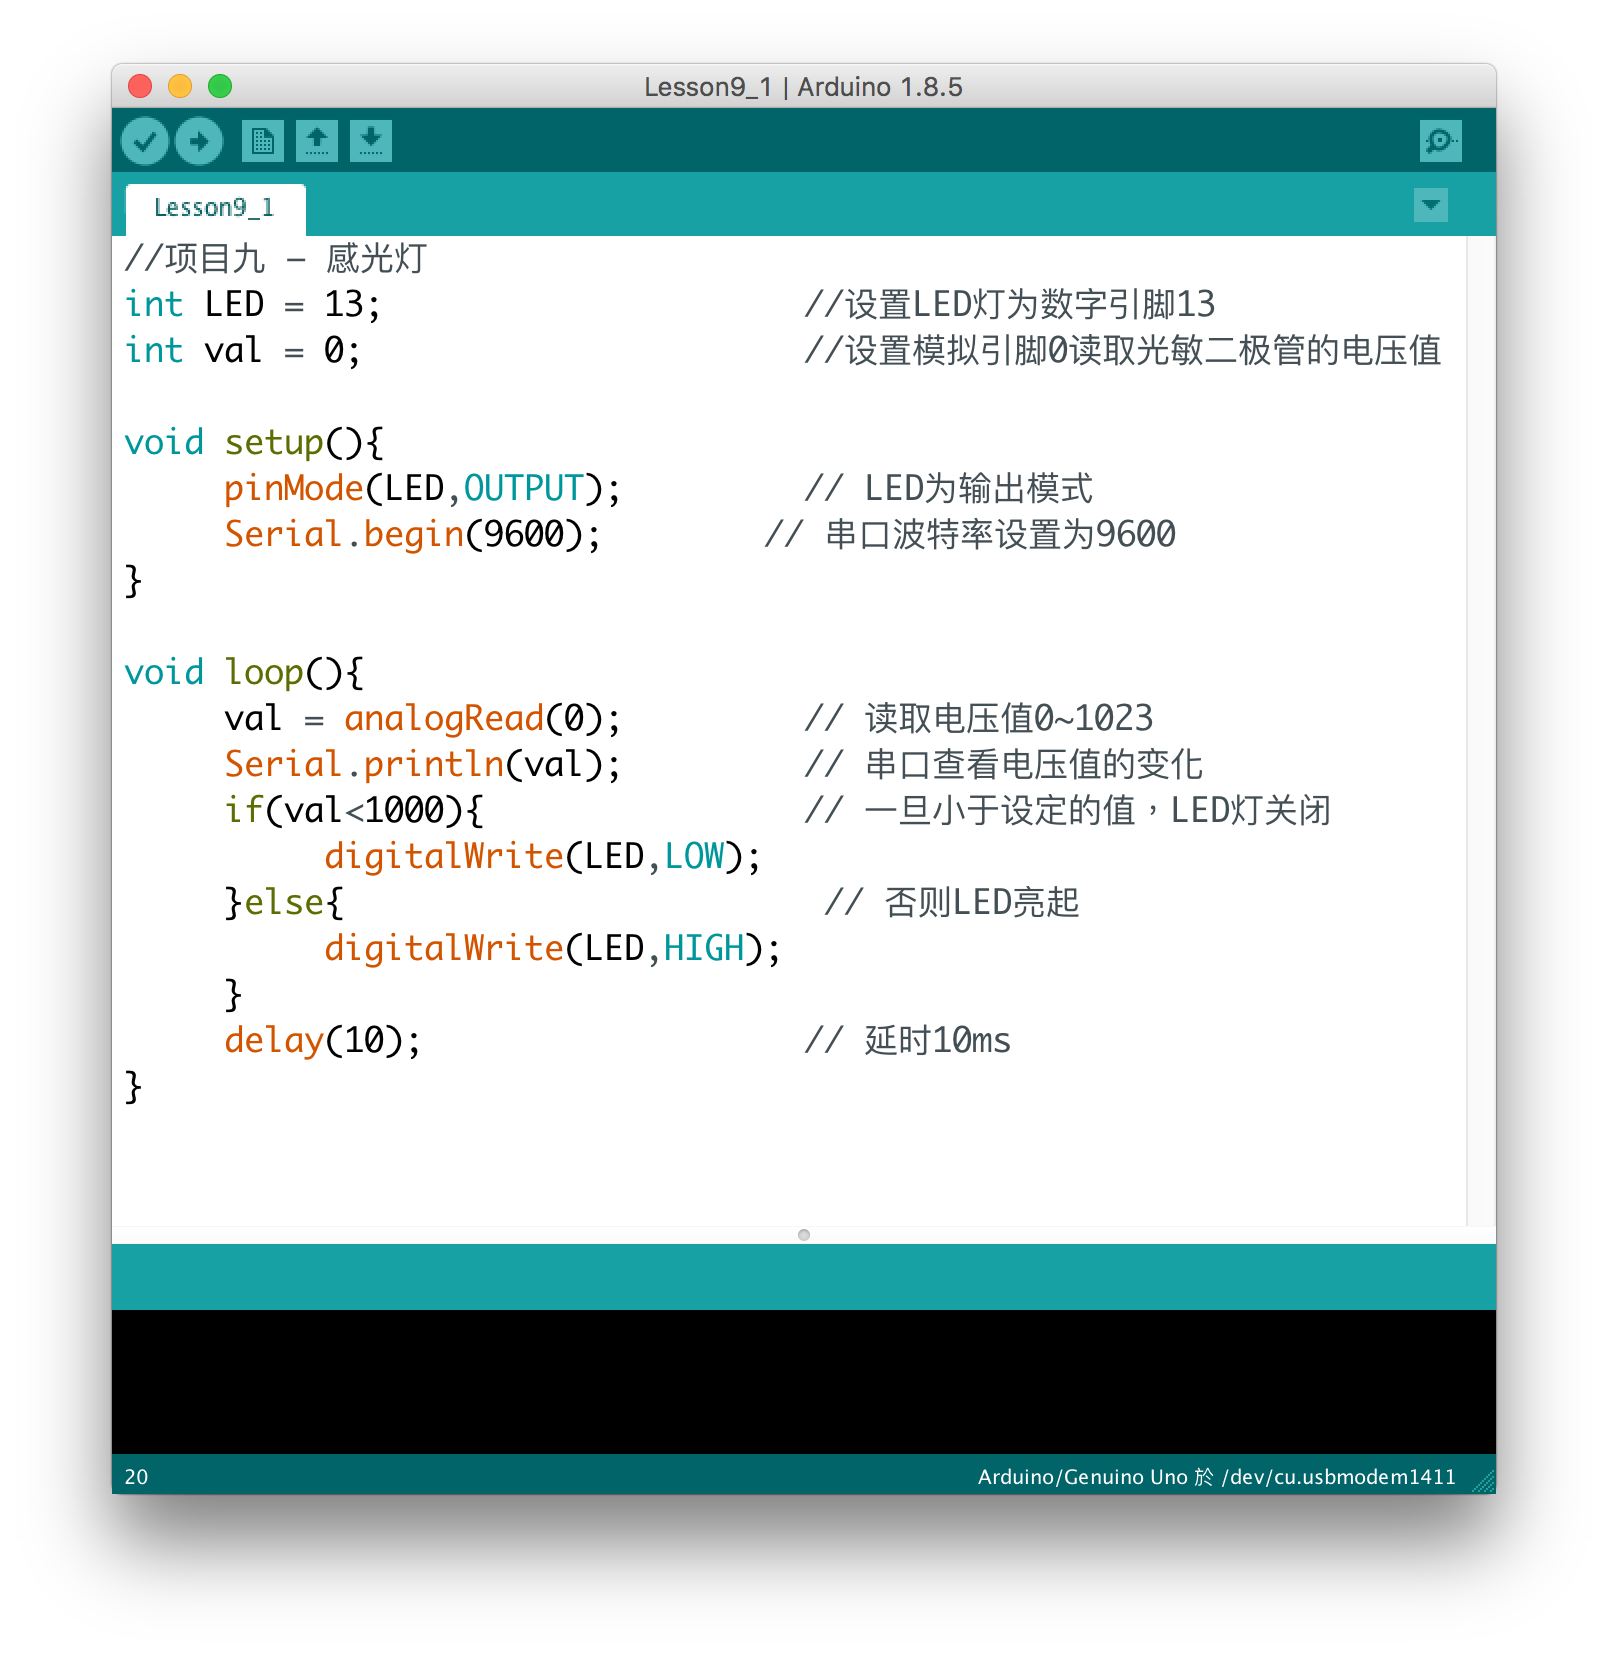 Lesson9_1 | Arduino 1.8.5
Lesson9_1
//项目九 – 感光灯
int LED = 13;                     //设置LED灯为数字引脚13
int val = 0;                      //设置模拟引脚0读取光敏二极管的电压值
void setup(){
     pinMode(LED,OUTPUT);         // LED为输出模式
     Serial.begin(9600);        // 串口波特率设置为9600
}
void loop(){
     val = analogRead(0);         // 读取电压值0~1023
     Serial.println(val);         // 串口查看电压值的变化
     if(val<1000){                // 一旦小于设定的值，LED灯关闭
          digitalWrite(LED,LOW);
     }else{                        // 否则LED亮起
          digitalWrite(LED,HIGH);
     }
     delay(10);                   // 延时10ms
}
20
Arduino/Genuino Uno 於 /dev/cu.usbmodem1411